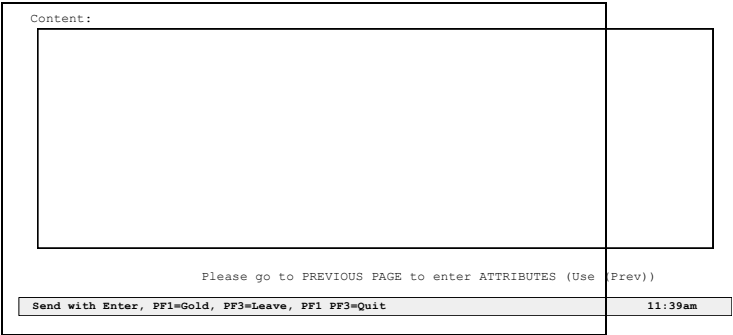 Content:
Please go to PREVIOUS PAGE to enter ATTRIBUTES (Use (Prev))
Send with Enter, PF1=Gold, PF3=Leave, PF1 PF3=Quit 11:39am